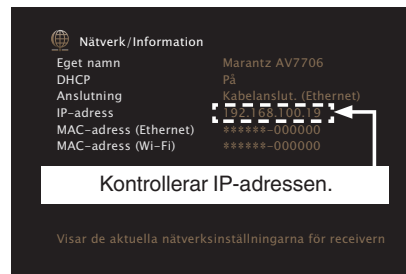 Nätverk/Information
Eget namn Marantz AV7706
DHCP På
Anslutning Kabelanslut. (Ethernet)
IP-adress 192.168.100.19
MAC-adress (Ethernet) ******-000000
MAC-adress (Wi-Fi) ******-000000
Kontrollerar IP-adressen.
Visar de aktuella nätverksinställningarna för receivern